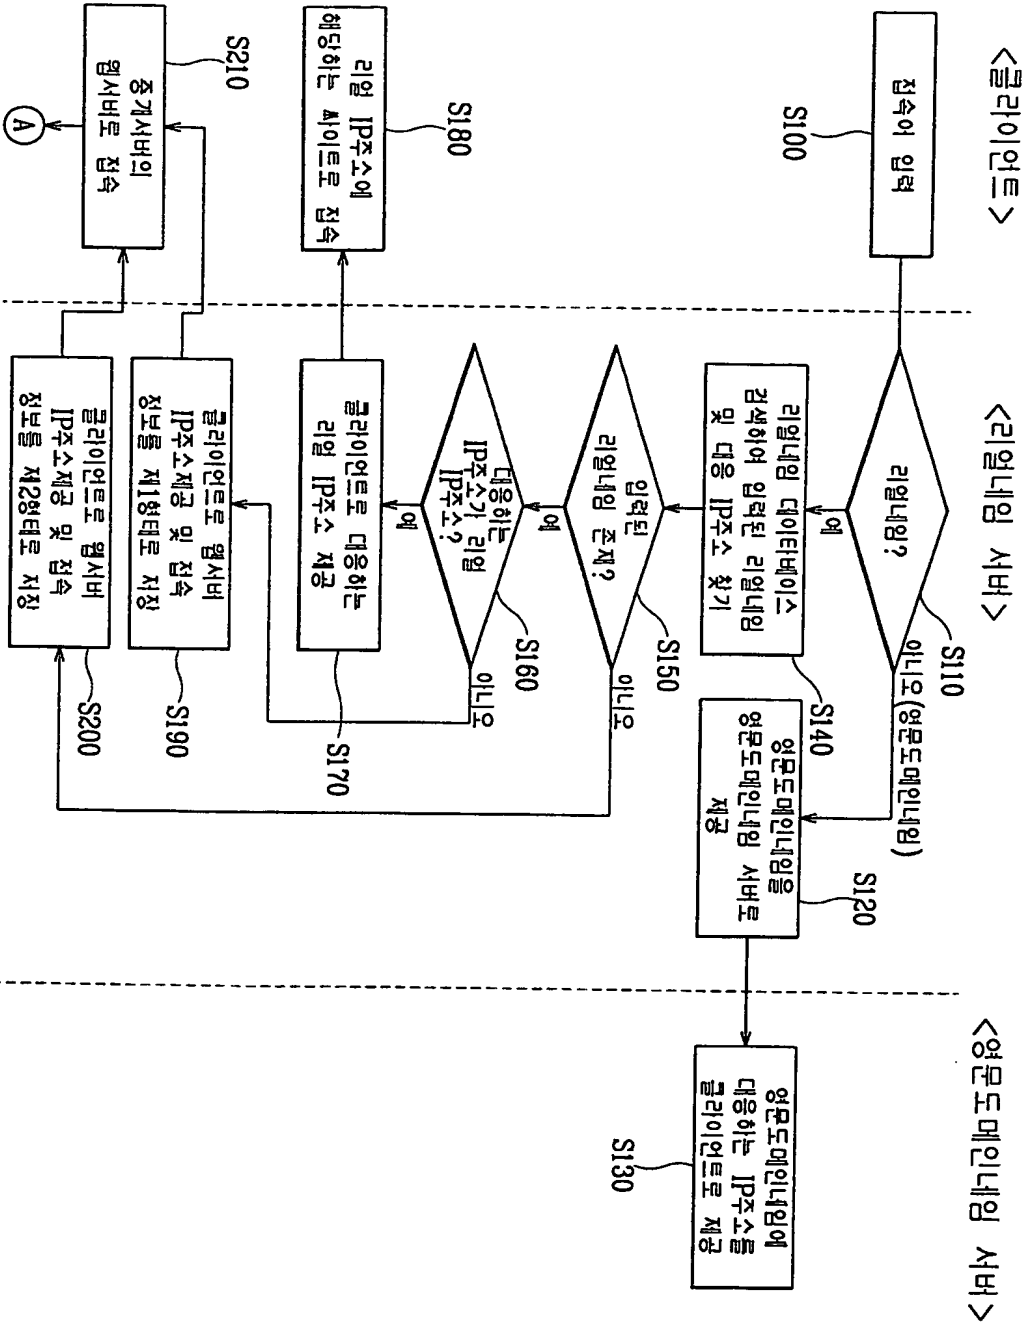 <클라이언트>
<리얼네임 서버>
<영문도메인네임 서버>
접속어 입력
S100
리얼네임?
S110
아니오(영문도메인네임)
예
영문도메인네임을
영문도메인네임 서버로
제공
S120
영문도메인네임에
대응하는 IP주소를
클라이언트로 제공
S130
리얼네임 데이터베이스
검색하여 입력된 리얼네임
및 대응 IP주소 찾기
S140
입력된
리얼네임 존재?
S150
아니오
예
대응하는
IP주소가 리얼
IP주소?
S160
아니오
예
클라이언트로 대응하는
리얼 IP주소 제공
S170
리얼 IP주소에
해당하는 싸이트로 접속
S180
클라이언트로 웹서버
IP주소제공 및 접속
정보를 제1형태로 저장
S190
클라이언트로 웹서버
IP주소제공 및 접속
정보를 제2형태로 저장
S200
중개서버의
웹서버로 접속
S210
A